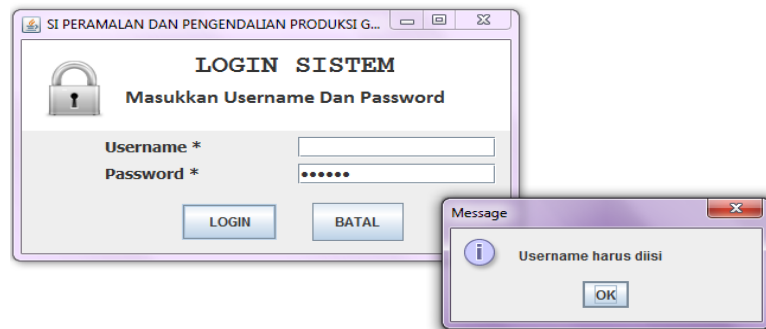 SI PERAMALAN DAN PENGENDALIAN PRODUKSI G...
LOGIN SISTEM
Masukkan Username Dan Password
Username *
Password *
LOGIN
BATAL
Message
Username harus diisi
OK